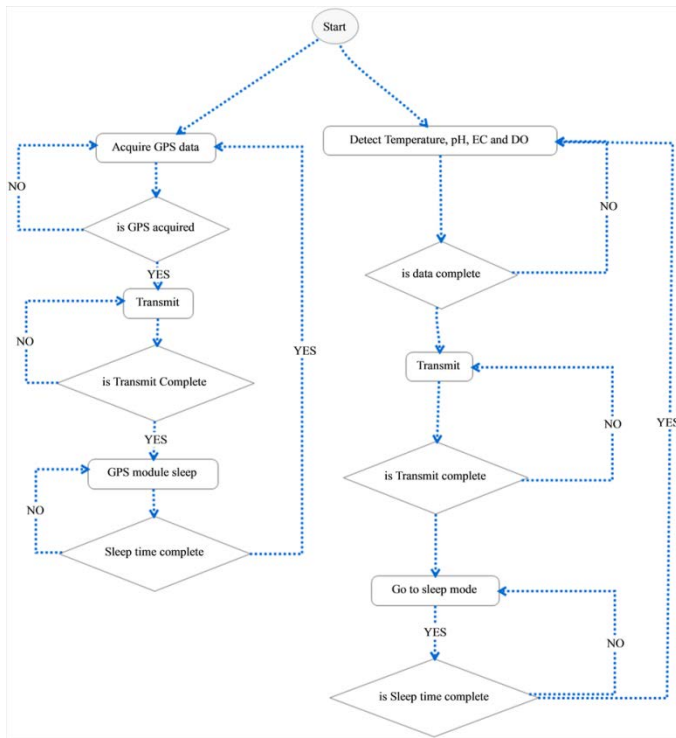 Start
Acquire GPS data
NO
is GPS acquired
YES
Transmit
NO
is Transmit Complete
YES
YES
GPS module sleep
NO
Sleep time complete
Detect Temperature, pH, EC and DO
NO
is data complete
Transmit
NO
YES
is Transmit complete
Go to sleep mode
YES
NO
is Sleep time complete